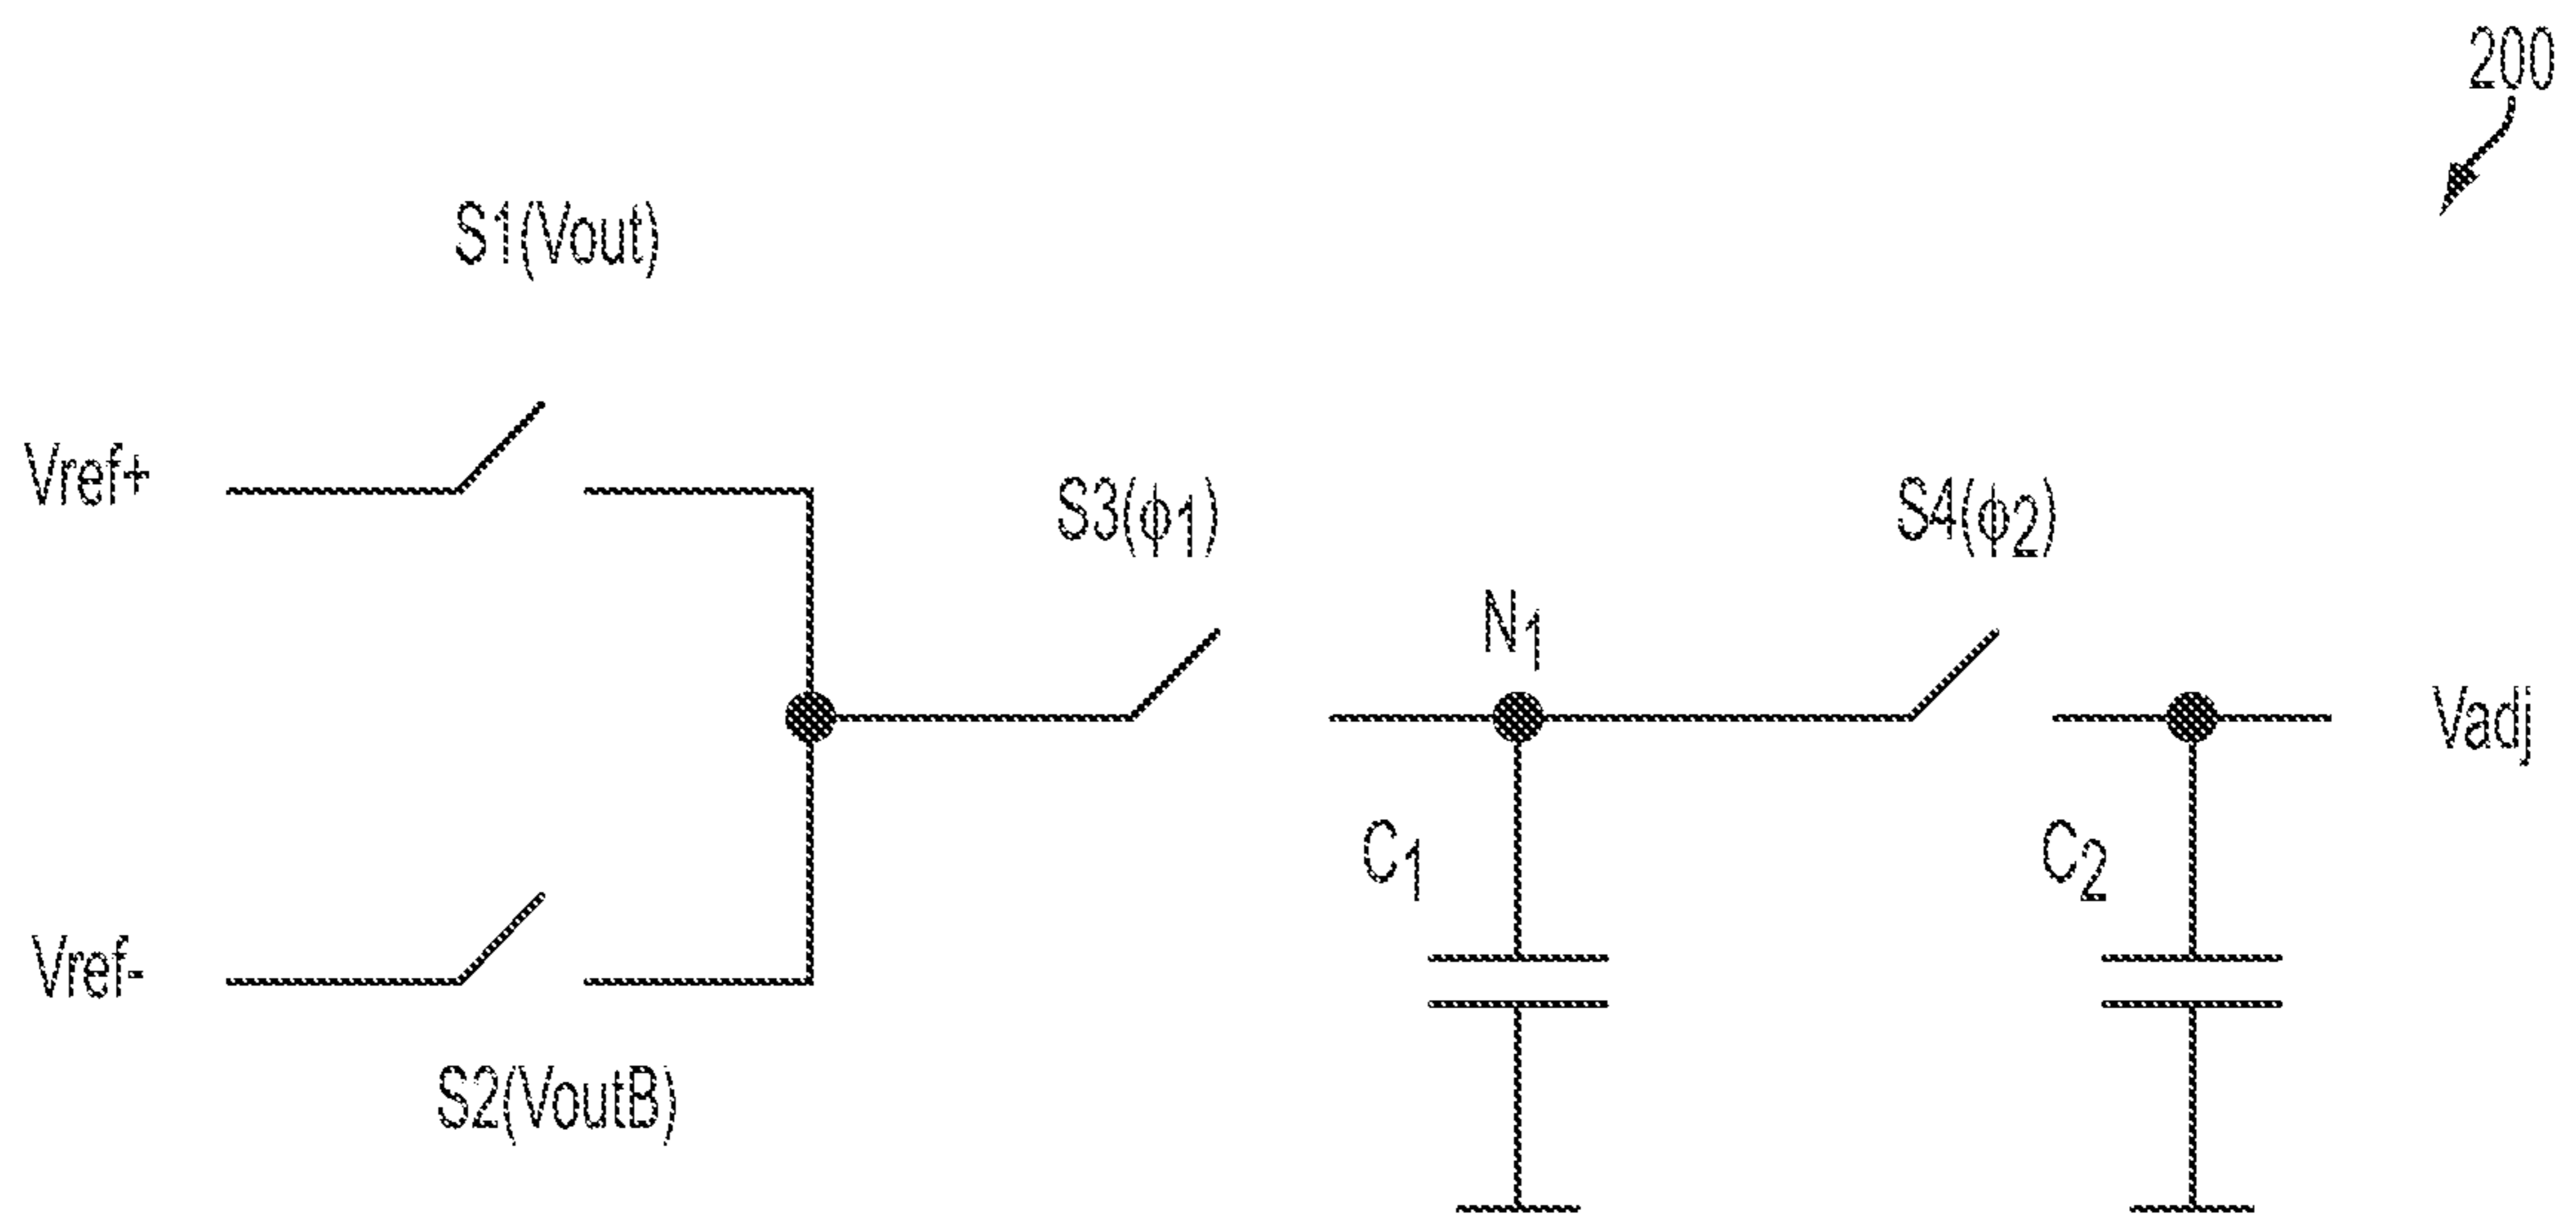 200
S1(Vout)
Vref+
S3(ϕ1)
S4(ϕ2)
N1
Vadj
C1
C2
Vref-
S2(VoutB)